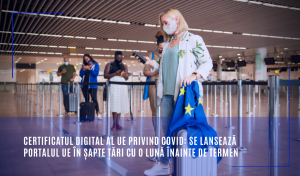 CERTIFICATUL DIGITAL AL UE PRIVIND COVID: SE LANSEAZĂ
PORTALUL UE ÎN ȘAPTE ȚĂRI CU O LUNĂ ÎNAINTE DE TERMEN